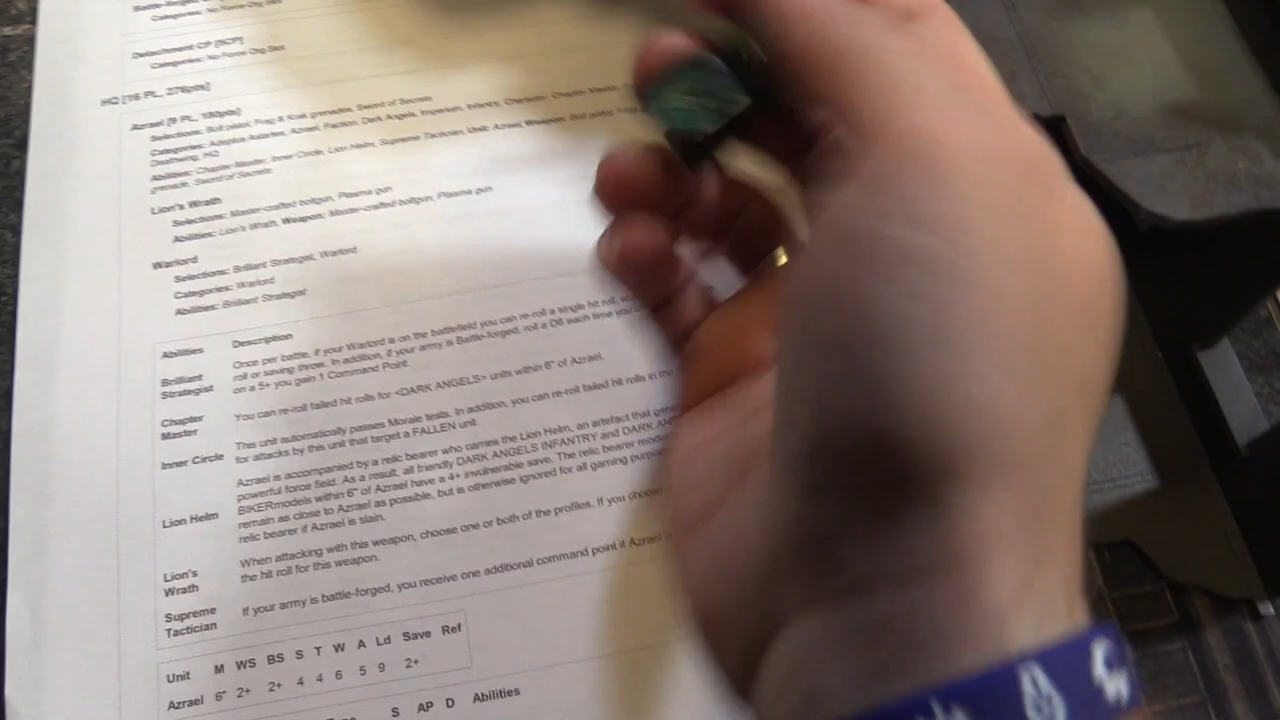 Categories: No Force Org Slot
Detachment CP [5CP]
Categories: No Force Org Slot
HQ [16 PL, 276pts]
Azrael [9 PL, 180pts]
Selections: Bolt pistol, Frag & Krak grenades, Sword of Secrets
Categories: Adeptus Astartes, Azrael, Faction: Dark Angels, Imperium, Infantry, Character, Chapter Master,
Deathwing, HQ
Abilities: Chapter Master, Inner Circle, Lion Helm, Supreme Tactician, Unit: Azrael, Weapon: Bolt pistol,
grenade, Sword of Secrets
Lion's Wrath
Selections: Master-crafted boltgun, Plasma gun
Abilities: Lion's Wrath, Weapon: Master-crafted boltgun, Plasma gun
Warlord
Selections: Brilliant Strategist, Warlord
Categories: Warlord
Abilities: Brilliant Strategist
Abilities Description
Brilliant Strategist Once per battle, if your Warlord is on the battlefield you can re-roll a single hit roll,
roll or saving throw. In addition, if your army is Battle-forged, roll a D6 each time you
on a 5+ you gain 1 Command Point.
Chapter Master You can re-roll failed hit rolls for <DARK ANGELS> units within 6" of Azrael.
Inner Circle This unit automatically passes Morale tests. In addition, you can re-roll failed hit rolls in the
for attacks by this unit that target a FALLEN unit.
Lion Helm Azrael is accompanied by a relic bearer who carries the Lion Helm, an artefact that
powerful force field. As a result, all friendly DARK ANGELS INFANTRY and DARK
BIKERmodels within 6" of Azrael have a 4+ invulnerable save. The relic bearer
remain as close to Azrael as possible, but is otherwise ignored for all gaming
relic bearer if Azrael is slain.
Lion's Wrath When attacking with this weapon, choose one or both of the profiles. If you
the hit roll for this weapon.
Supreme Tactician If your army is battle-forged, you receive one additional command point if Azrael
Unit M WS BS S T W A Ld Save Ref
Azrael 6" 2+ 2+ 4 4 6 5 9 2+
S AP D Abilities